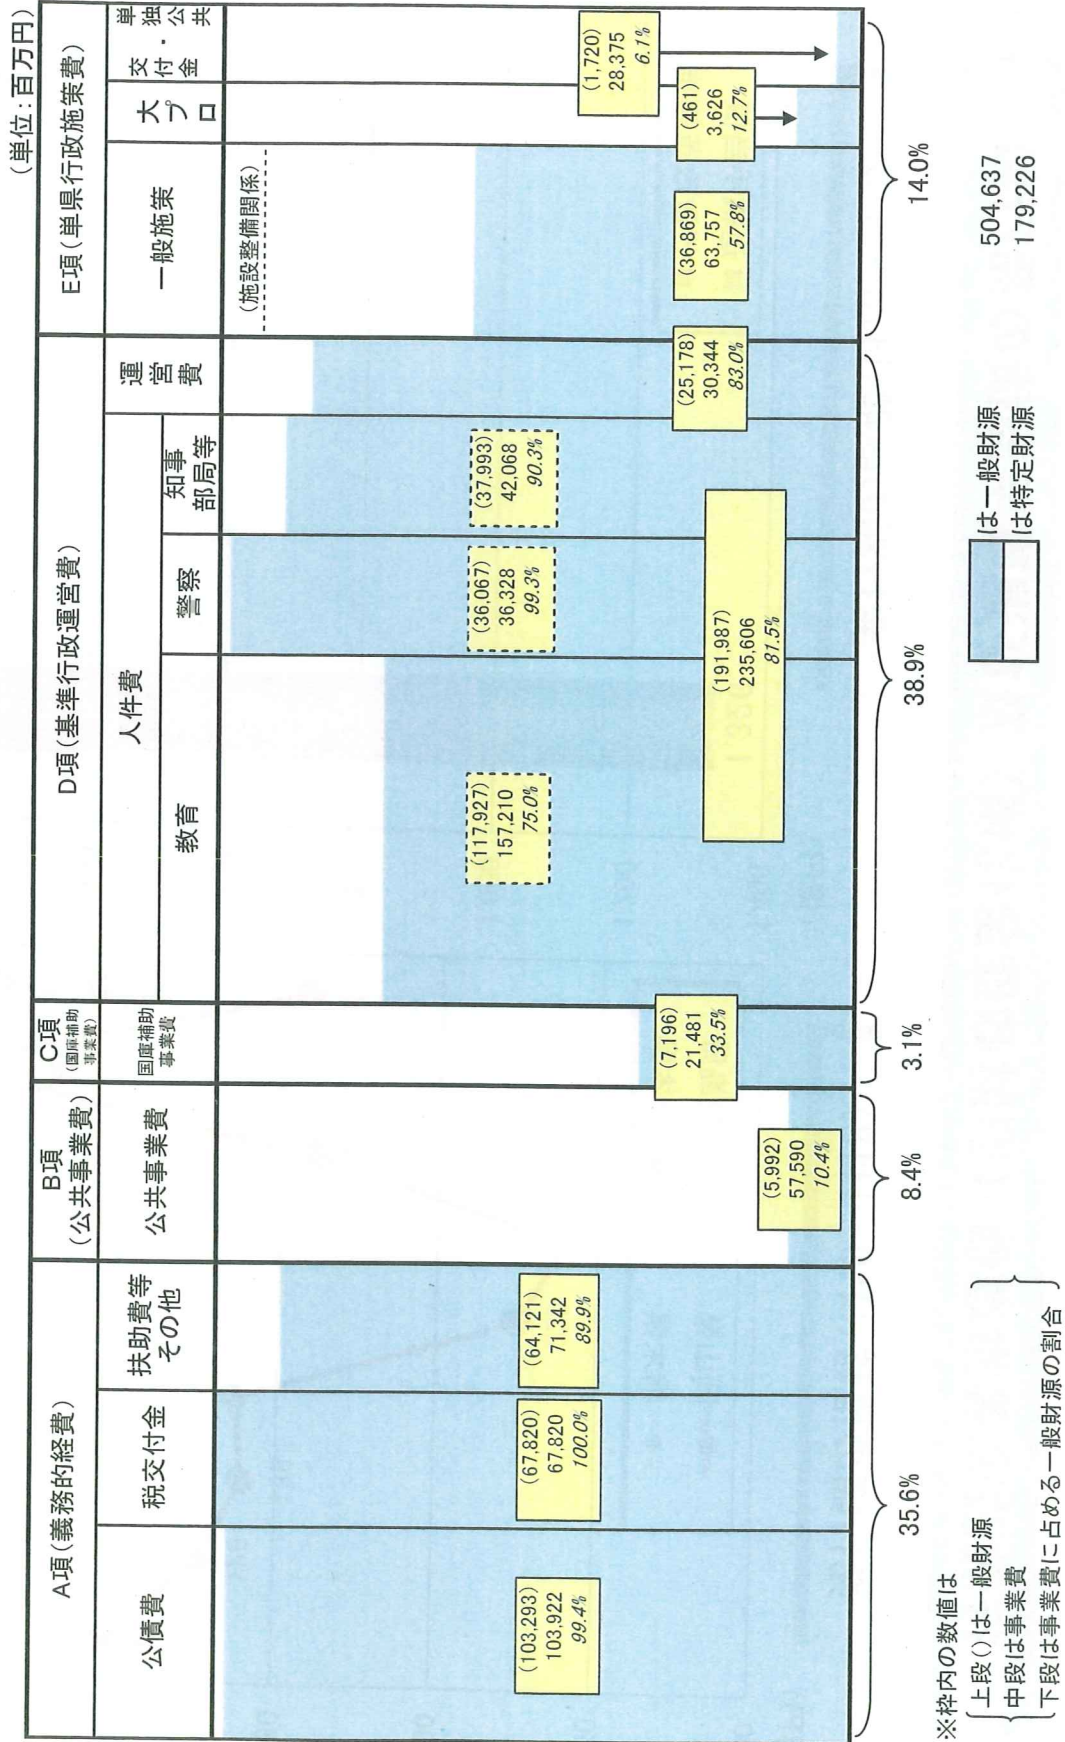 (単位:百万円)
A項(義務的経費)
B項
(公共事業費)
C項
(国庫補助
事業費)
D項(基準行政運営費)
E項(単県行政施策費)
公債費
税交付金
扶助費等
その他
公共事業費
国庫補助
事業費
人件費
教育
警察
知事
部局等
運営費
一般施策
大プロ
交付金・
単独公共
(施設整備関係)
(103,293)
103,922
99.4%
(67,820)
67,820
100.0%
(64,121)
71,342
89.9%
(5,992)
57,590
10.4%
(7,196)
21,481
33.5%
(117,927)
157,210
75.0%
(36,067)
36,328
99.3%
(37,993)
42,068
90.3%
(191,987)
235,606
81.5%
(25,178)
30,344
83.0%
(36,869)
63,757
57.8%
(461)
3,626
12.7%
(1,720)
28,375
6.1%
35.6%
8.4%
3.1%
38.9%
14.0%
※枠内の数値は
上段()は一般財源
中段は事業費
下段は事業費に占める一般財源の割合
は一般財源 504,637
は特定財源 179,226